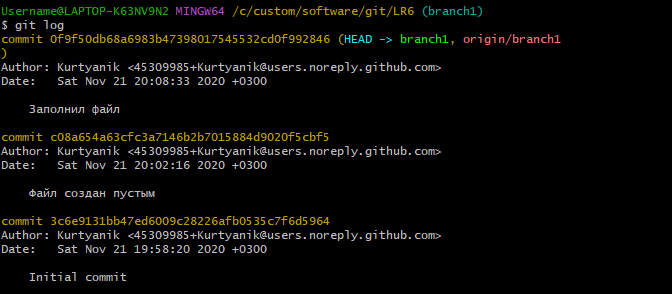 Username@LAPTOP-K63NV9N2 MINGW64 /c/custom/software/git/LR6 (branch1)
$ git log
commit 0f9f50db68a6983b47398017545532cd0f992846 (HEAD -> branch1, origin/branch1
)
Author: Kurtyanik <45309985+Kurtyanik@users.noreply.github.com>
Date:   Sat Nov 21 20:08:33 2020 +0300

    Заполнил файл

commit c08a654a63cfc3a7146b2b7015884d9020f5cbf5
Author: Kurtyanik <45309985+Kurtyanik@users.noreply.github.com>
Date:   Sat Nov 21 20:02:16 2020 +0300

    Файл создан пустым

commit 3c6e9131bb47ed6009c28226afb0535c7f6d5964
Author: Kurtyanik <45309985+Kurtyanik@users.noreply.github.com>
Date:   Sat Nov 21 19:58:20 2020 +0300

    Initial commit